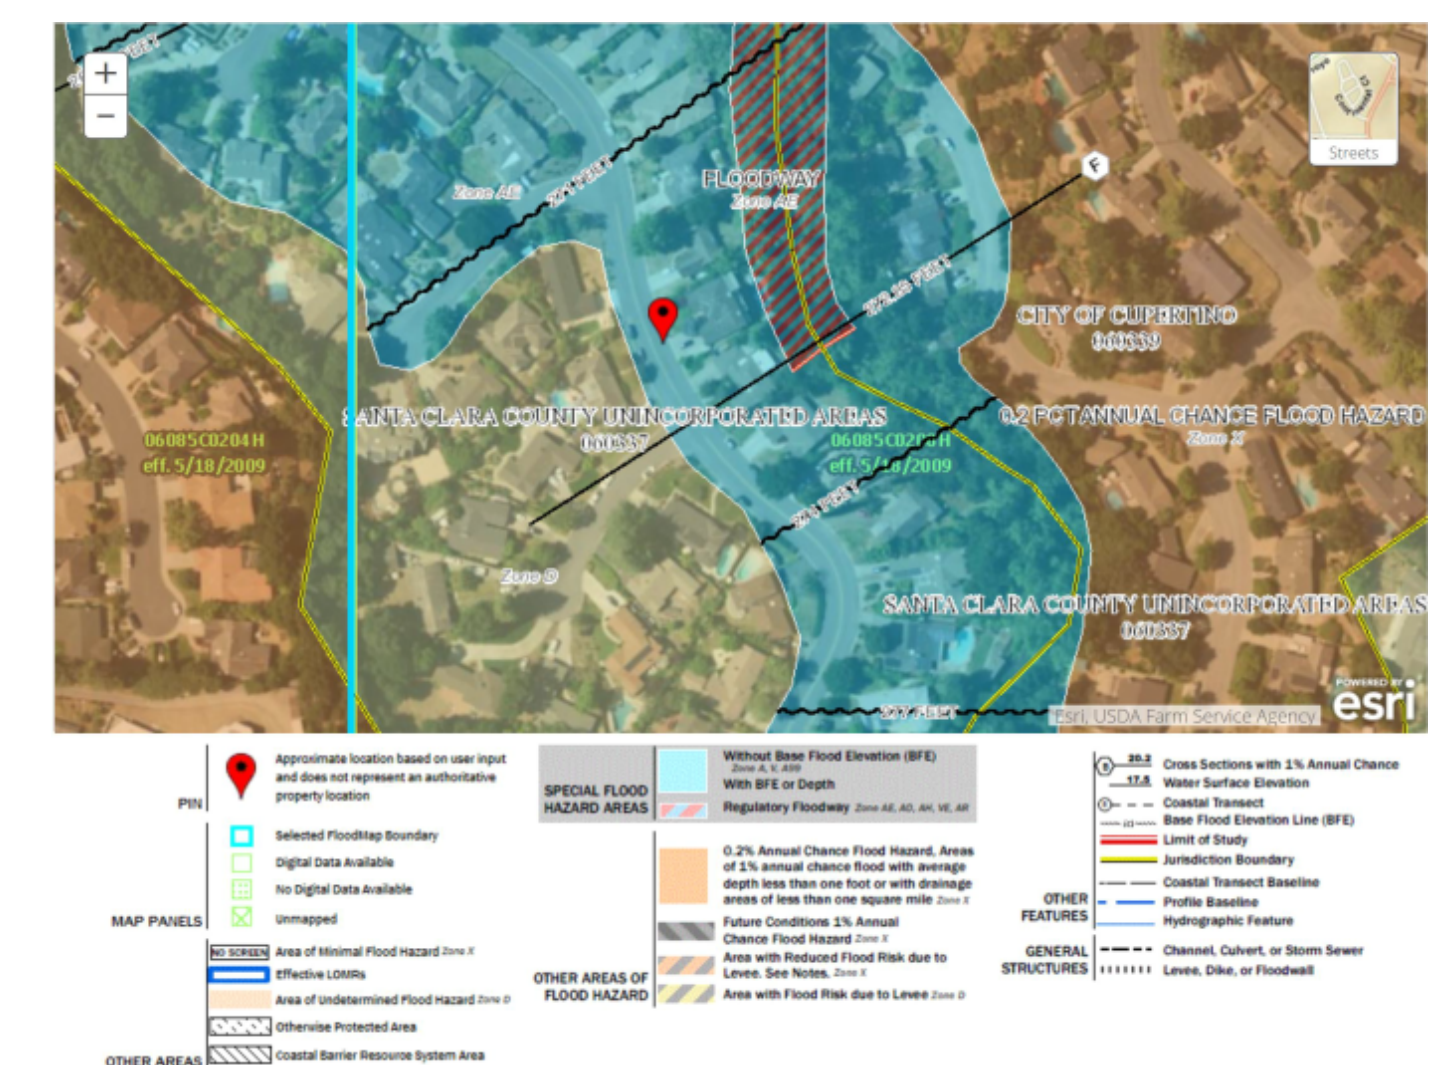 +
−
Streets
Zone AE
FLOODWAY
Zone AE
F
CITY OF CUPERTINO
060339
SANTA CLARA COUNTY UNINCORPORATED AREAS
060337
0.2 PCT ANNUAL CHANCE FLOOD HAZARD
Zone X
06085C0204H
eff. 5/18/2009
eff. 5/18/2009
Zone D
SANTA CLARA COUNTY UNINCORPORATED AREAS
060337
277 FEET
POWERED BY
esri
Esri, USDA Farm Service Agency
PIN
Approximate location based on user input
and does not represent an authoritative
property location
MAP PANELS
Selected FloodMap Boundary
Digital Data Available
No Digital Data Available
Unmapped
OTHER AREAS
NO SCREEN Area of Minimal Flood Hazard Zone X
Effective LOMRs
Area of Undetermined Flood Hazard Zone D
Otherwise Protected Area
Coastal Barrier Resource System Area
SPECIAL FLOOD
HAZARD AREAS
Without Base Flood Elevation (BFE)
Zone A, V, A99
With BFE or Depth
Regulatory Floodway Zone AE, AO, AH, VE, AR
OTHER AREAS OF
FLOOD HAZARD
0.2% Annual Chance Flood Hazard, Areas
of 1% annual chance flood with average
depth less than one foot or with drainage
areas of less than one square mile Zone X
Future Conditions 1% Annual
Chance Flood Hazard Zone X
Area with Reduced Flood Risk due to
Levee. See Notes. Zone X
Area with Flood Risk due to Levee Zone D
OTHER
FEATURES
20.2 Cross Sections with 1% Annual Chance
17.5 Water Surface Elevation
Coastal Transect
Base Flood Elevation Line (BFE)
Limit of Study
Jurisdiction Boundary
Coastal Transect Baseline
Profile Baseline
Hydrographic Feature
GENERAL
STRUCTURES
Channel, Culvert, or Storm Sewer
Levee, Dike, or Floodwall